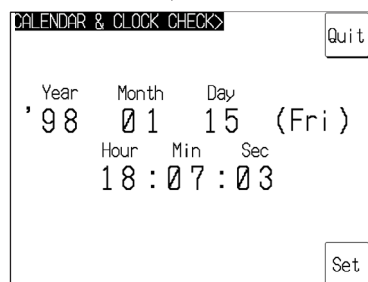 CALENDAR & CLOCK CHECK>
Quit
Year Month Day
'98 01 15 (Fri)
Hour Min Sec
18:07:03
Set